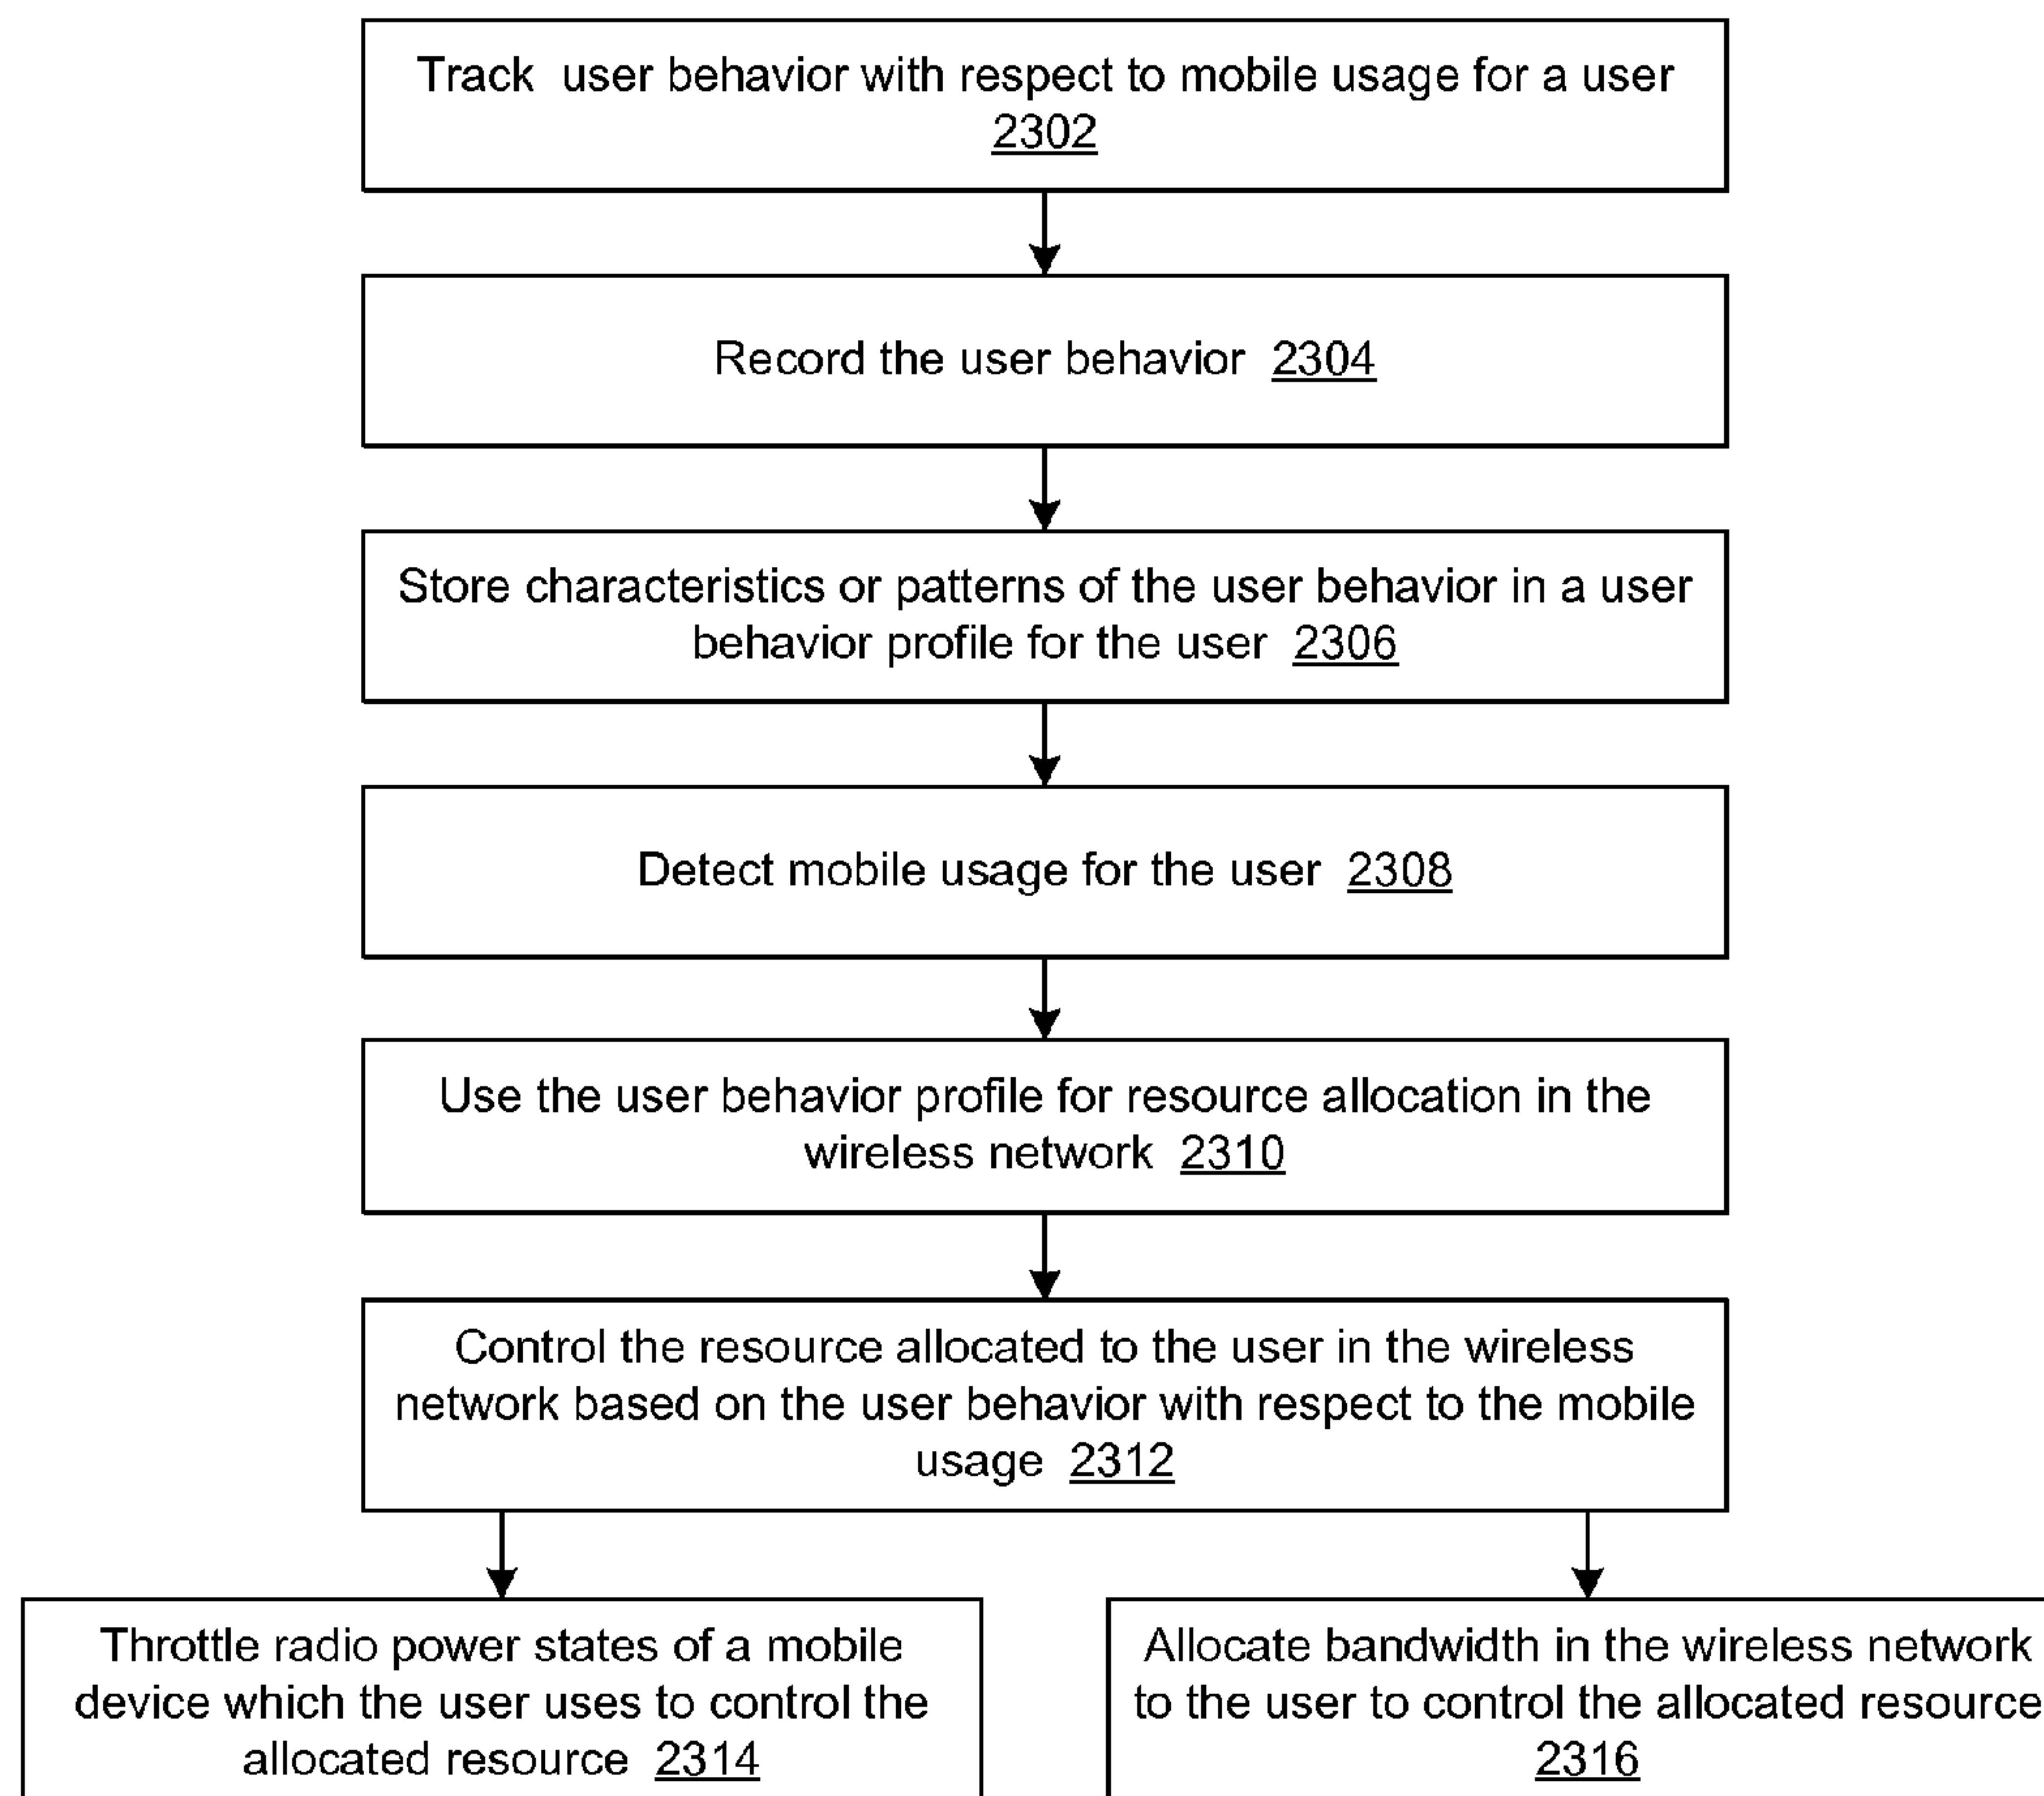 Track user behavior with respect to mobile usage for a user
2302
Record the user behavior 2304
Store characteristics or patterns of the user behavior in a user
behavior profile for the user 2306
Detect mobile usage for the user 2308
Use the user behavior profile for resource allocation in the
wireless network 2310
Control the resource allocated to the user in the wireless
network based on the user behavior with respect to the mobile
usage 2312
Throttle radio power states of a mobile
device which the user uses to control the
allocated resource 2314
Allocate bandwidth in the wireless network
to the user to control the allocated resource
2316